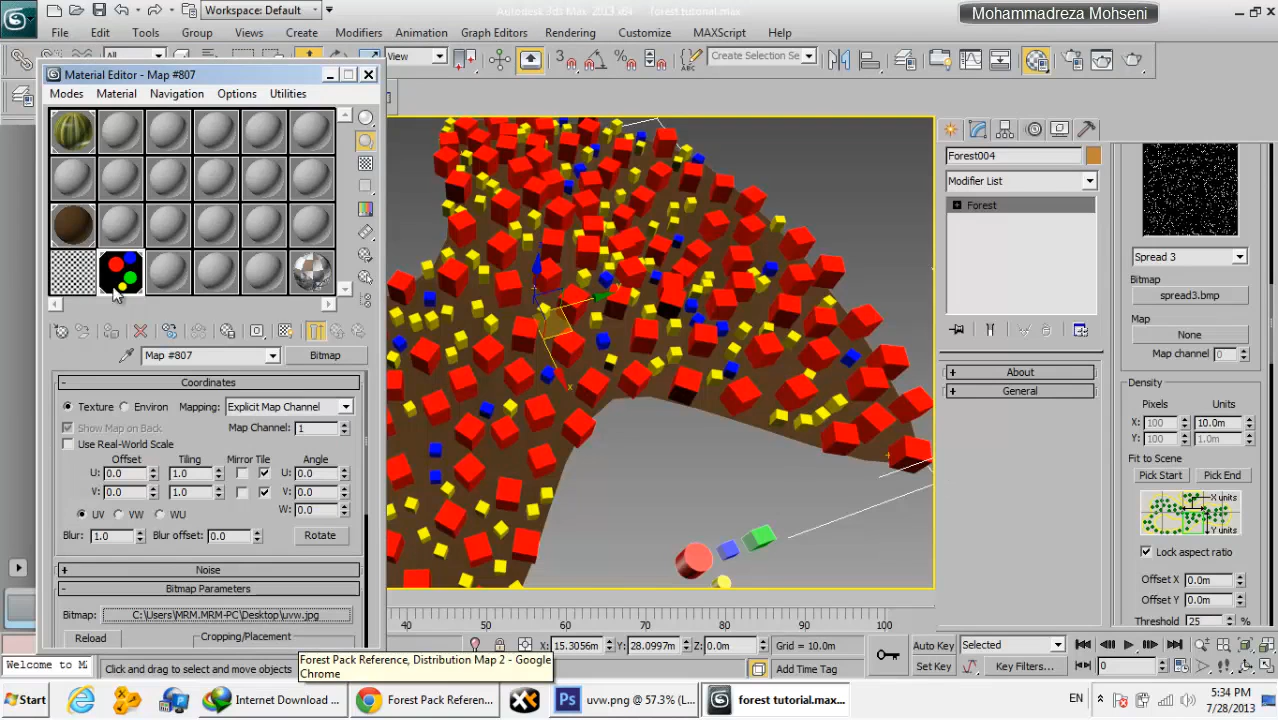 Workspace: Default
Autodesk 3ds Max 2013 x64
forest tutorial.max
Mohammadreza Mohseni
File Edit Tools Group Views Create Modifiers Animation Graph Editors Rendering Customize MAXScript Help
All
View
3
Create Selection Se
Material Editor - Map #807
Modes Material Navigation Options Utilities
Map #807
Bitmap
Coordinates
Texture Environ Mapping: Explicit Map Channel
Show Map on Back Map Channel: 1
Use Real-World Scale
Offset Tiling Mirror Tile Angle
U: 0.0 1.0 U: 0.0
V: 0.0 1.0 V: 0.0
W: 0.0
UV VW WU
Blur: 1.0 Blur offset: 0.0 Rotate
Noise
Bitmap Parameters
Bitmap: C:\Users\MRM.MRM-PC\Desktop\uvw.jpg
Reload
Cropping/Placement
y
x
Forest004
Modifier List
Forest
About
General
Spread 3
Bitmap
spread3.bmp
Map
None
Map channel 0
Density
Pixels Units
X: 100 10.0m
Y: 100 1.0m
Fit to Scene
Pick Start Pick End
X units
Y units
Lock aspect ratio
Offset X 0.0m
Offset Y 0.0m
Threshold 25 %
40 50 60 70 80 90 100
X: 15.3056m Y: 28.0997m Z: 0.0m Grid = 10.0m
Auto Key Selected
Welcome to M
Click and drag to select and move objects
Add Time Tag
Set Key Key Filters...
0
Forest Pack Reference, Distribution Map 2 - Google
Chrome
Start
Internet Download ...
Forest Pack Referen...
uvw.png @ 57.3% (L...
forest tutorial.max...
EN
5:34 PM
7/28/2013